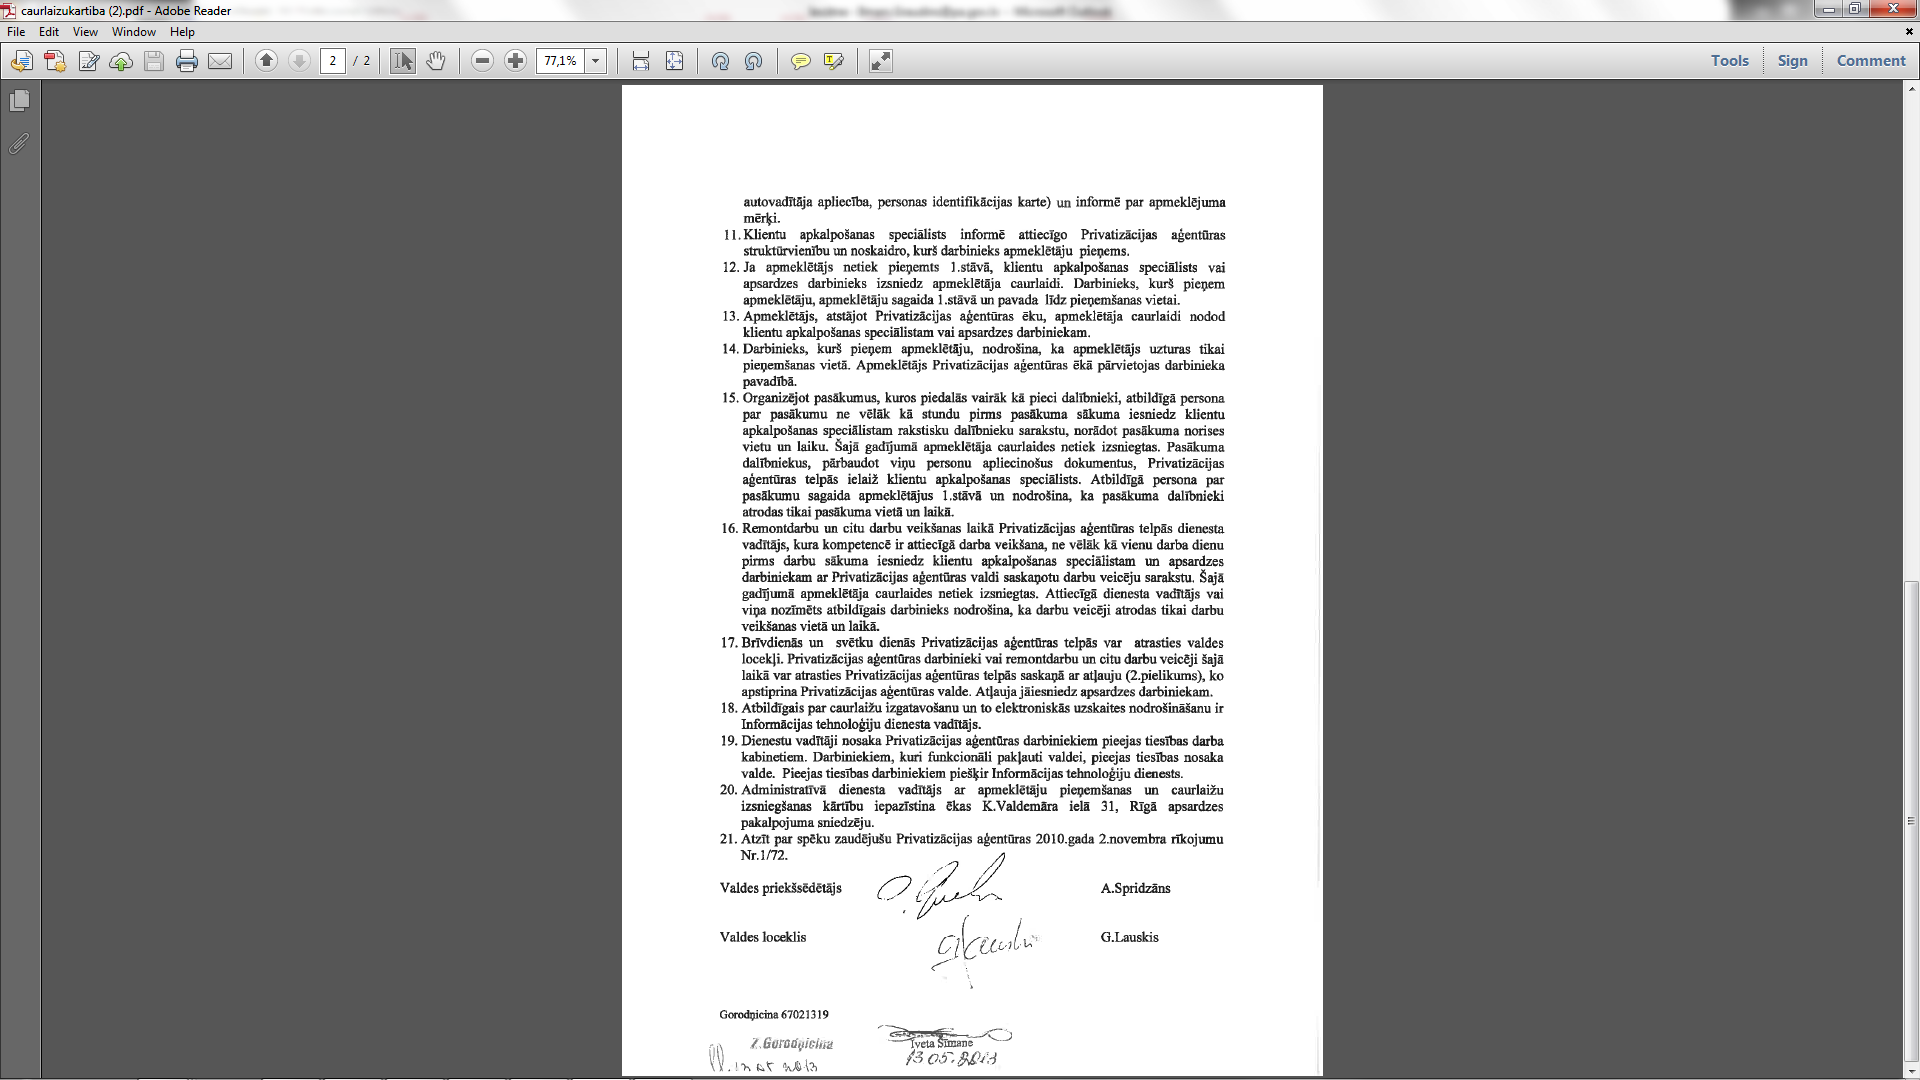 caurlaizukartiba (2).pdf - Adobe Reader
File Edit View Window Help
2 / 2 77,1% Tools Sign Comment
autovadītāja apliecība, personas identifikācijas karte) un informē par apmeklējuma
mērķi.
11. Klientu apkalpošanas speciālists informē attiecīgo Privatizācijas aģentūras
struktūrvienību un noskaidro, kurš darbinieks apmeklētāju pieņems.
12. Ja apmeklētājs netiek pieņemts 1.stāvā, klientu apkalpošanas speciālists vai
apsardzes darbinieks izsniedz apmeklētāja caurlaidi. Darbinieks, kurš pieņem
apmeklētāju, apmeklētāju sagaida 1.stāvā un pavada līdz pieņemšanas vietai.
13. Apmeklētājs, atstājot Privatizācijas aģentūras ēku, apmeklētāja caurlaidi nodod
klientu apkalpošanas speciālistam vai apsardzes darbiniekam.
14. Darbinieks, kurš pieņem apmeklētāju, nodrošina, ka apmeklētājs uzturas tikai
pieņemšanas vietā. Apmeklētājs Privatizācijas aģentūras ēkā pārvietojas darbinieka
pavadībā.
15. Organizējot pasākumus, kuros piedalās vairāk kā pieci dalībnieki, atbildīgā persona
par pasākumu ne vēlāk kā stundu pirms pasākuma sākuma iesniedz klientu
apkalpošanas speciālistam rakstisku dalībnieku sarakstu, norādot pasākuma norises
vietu un laiku. Šajā gadījumā apmeklētāja caurlaides netiek izsniegtas. Pasākuma
dalībniekus, pārbaudot viņu personu apliecinošus dokumentus, Privatizācijas
aģentūras telpās ielaiž klientu apkalpošanas speciālists. Atbildīgā persona par
pasākumu sagaida apmeklētājus 1.stāvā un nodrošina, ka pasākuma dalībnieki
atrodas tikai pasākuma vietā un laikā.
16. Remontdarbu un citu darbu veikšanas laikā Privatizācijas aģentūras telpās dienesta
vadītājs, kura kompetencē ir attiecīgā darba veikšana, ne vēlāk kā vienu darba dienu
pirms darbu sākuma iesniedz klientu apkalpošanas speciālistam un apsardzes
darbiniekam ar Privatizācijas aģentūras valdi saskaņotu darbu veicēju sarakstu. Šajā
gadījumā apmeklētāja caurlaides netiek izsniegtas. Attiecīgā dienesta vadītājs vai
viņa nozīmēts atbildīgais darbinieks nodrošina, ka darbu veicēji atrodas tikai darbu
veikšanas vietā un laikā.
17. Brīvdienās un svētku dienās Privatizācijas aģentūras telpās var atrasties valdes
locekļi. Privatizācijas aģentūras darbinieki vai remontdarbu un citu darbu veicēji šajā
laikā var atrasties Privatizācijas aģentūras telpās saskaņā ar atļauju (2.pielikums), ko
apstiprina Privatizācijas aģentūras valde. Atļauja jāiesniedz apsardzes darbiniekam.
18. Atbildīgais par caurlaižu izgatavošanu un to elektroniskās uzskaites nodrošināšanu ir
Informācijas tehnoloģiju dienesta vadītājs.
19. Dienestu vadītāji nosaka Privatizācijas aģentūras darbiniekiem pieejas tiesības darba
kabinetiem. Darbiniekiem, kuri funkcionāli pakļauti valdei, pieejas tiesības nosaka
valde. Pieejas tiesības darbiniekiem piešķir Informācijas tehnoloģiju dienests.
20. Administratīvā dienesta vadītājs ar apmeklētāju pieņemšanas un caurlaižu
izsniegšanas kārtību iepazīstina ēkas K.Valdemāra ielā 31, Rīgā apsardzes
pakalpojuma sniedzēju.
21. Atzīt par spēku zaudējušu Privatizācijas aģentūras 2010.gada 2.novembra rīkojumu
Nr.1/72.
Valdes priekšsēdētājs A.Spridzāns
Valdes loceklis G.Lauskis
Gorodņicina 67021319
Z.Gorodņicina
Iveta Sīmane
13 05. 2013